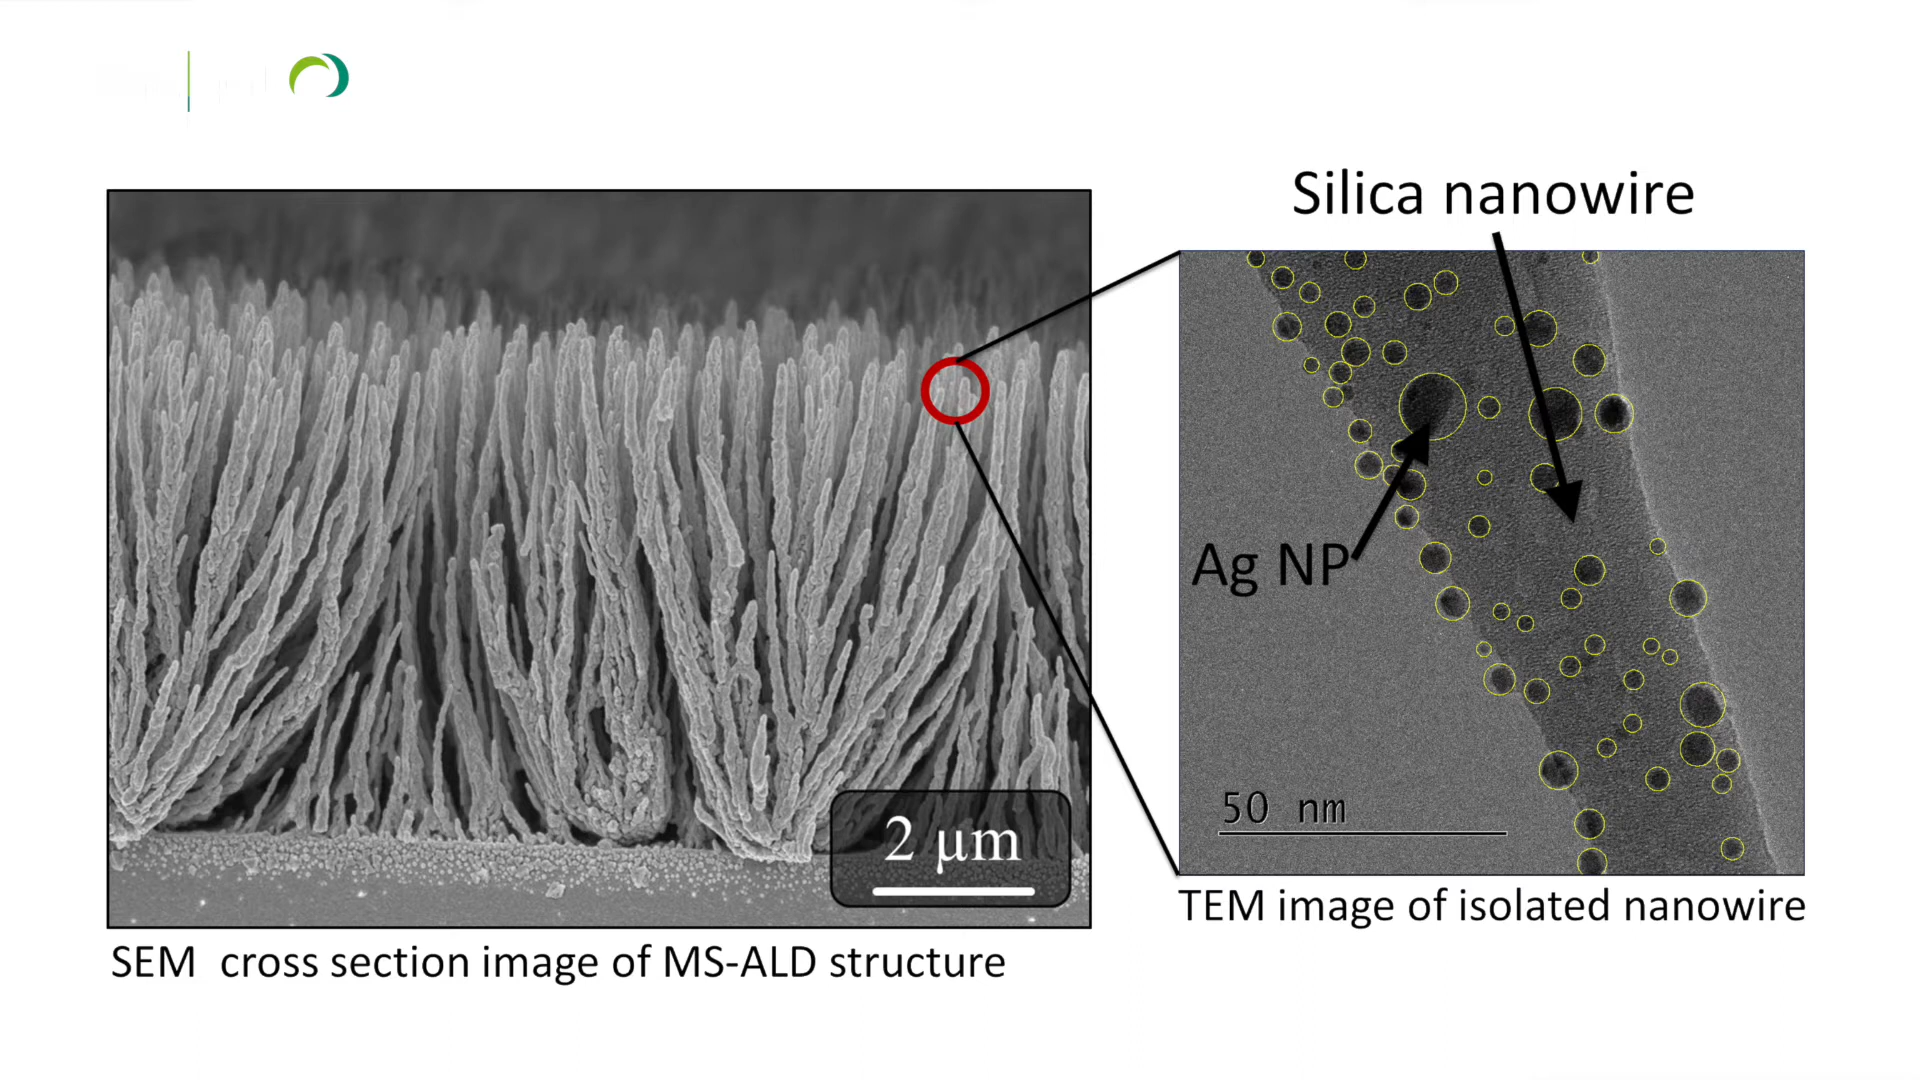 Silica nanowire
Ag NP
50 nm
2 μm
TEM image of isolated nanowire
SEM cross section image of MS-ALD structure